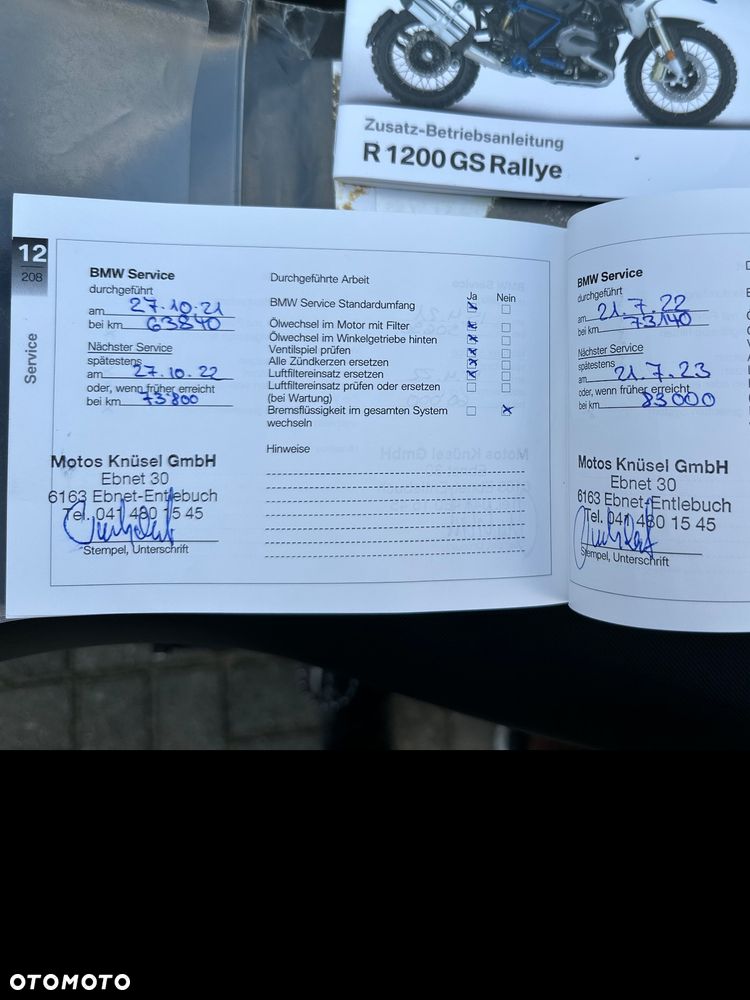 Zusatz-Betriebsanleitung
R 1200 GS Rallye
12
208
Service
BMW Service
durchgeführt
am 27.10.21
bei km 63840
Nächster Service
spätestens
am 27.10.22
oder, wenn früher erreicht
bei km 73800
Motos Knüsel GmbH
Ebnet 30
6163 Ebnet-Entlebuch
Tel. 041 480 15 45
Stempel, Unterschrift
Durchgeführte Arbeit
Ja Nein
BMW Service Standardumfang
Ölwechsel im Motor mit Filter
Ölwechsel im Winkelgetriebe hinten
Ventilspiel prüfen
Alle Zündkerzen ersetzen
Luftfiltereinsatz ersetzen
Luftfiltereinsatz prüfen oder ersetzen
(bei Wartung)
Bremsflüssigkeit im gesamten System
wechseln
Hinweise
BMW Service
durchgeführt
am 21.7.22
bei km 73140
Nächster Service
spätestens
am 21.7.23
oder, wenn früher erreicht
bei km 83000
Motos Knüsel GmbH
Ebnet 30
6163 Ebnet-Entlebuch
Tel. 041 480 15 45
Stempel, Unterschrift
OTOMOTO